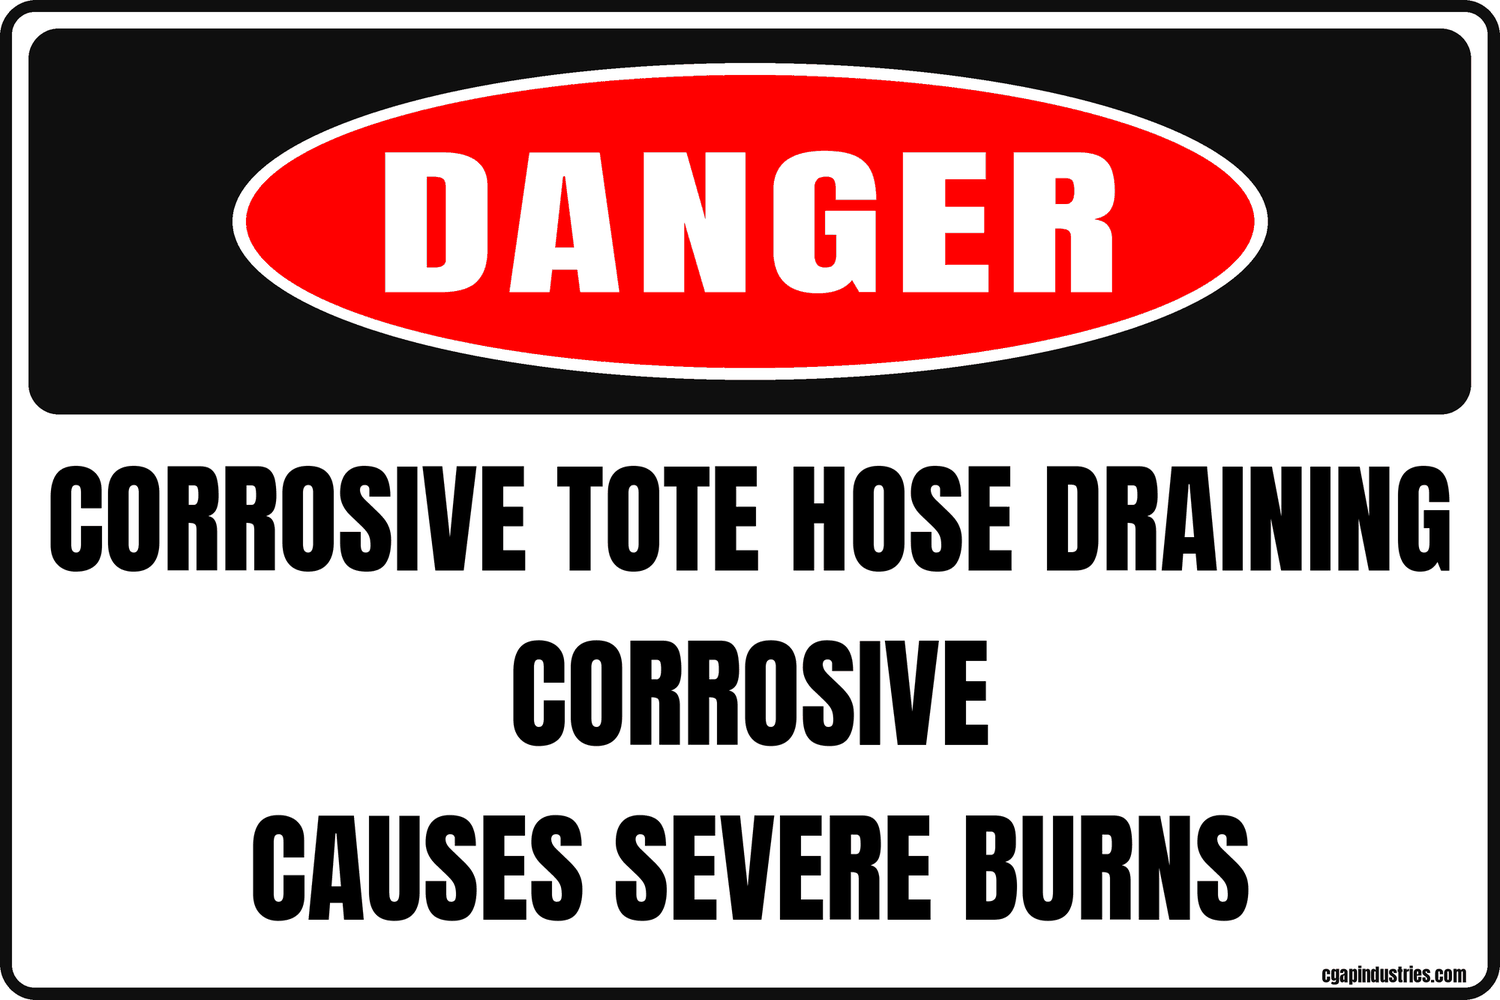 DANGER
CORROSIVE TOTE HOSE DRAINING
CORROSIVE
CAUSES SEVERE BURNS
cgapindustries.com